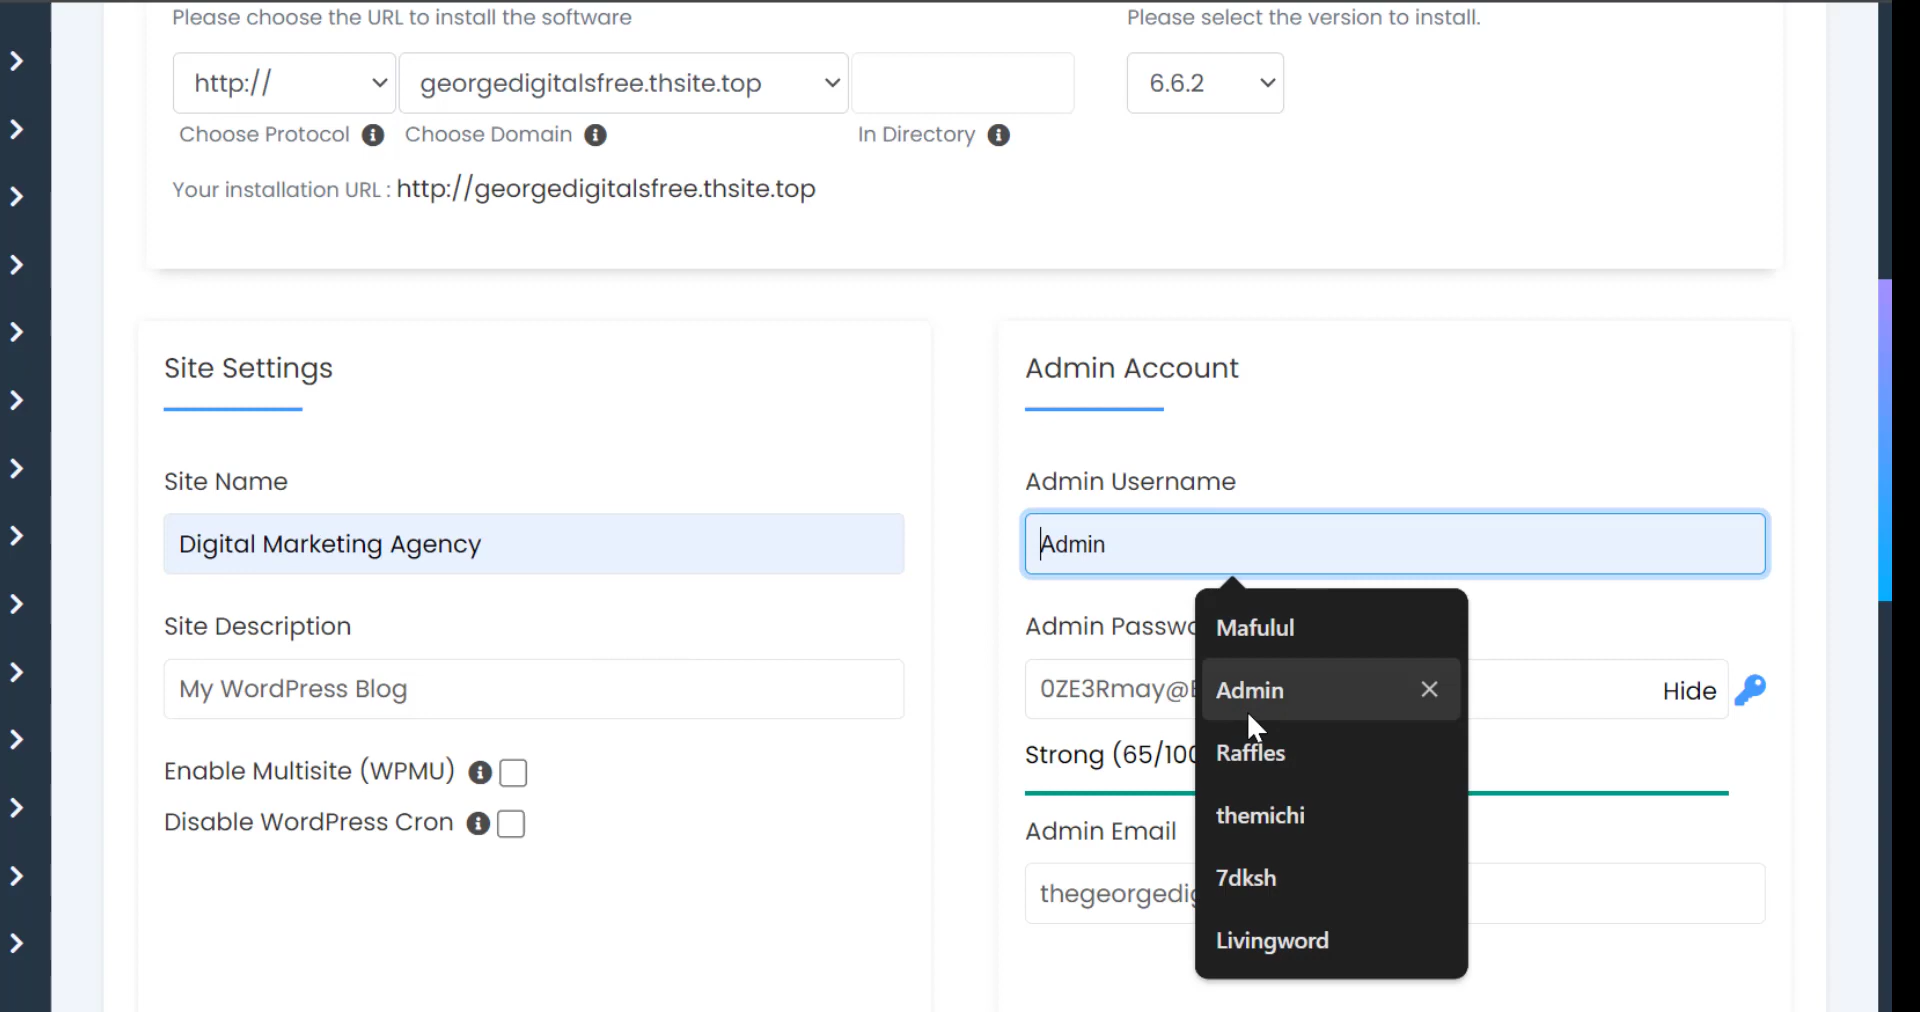 Please choose the URL to install the software
Please select the version to install.
http://
georgedigitalsfree.thsite.top
6.6.2
Choose Protocol
Choose Domain
In Directory
Your installation URL : http://georgedigitalsfree.thsite.top
Site Settings
Admin Account
Site Name
Admin Username
Digital Marketing Agency
Admin
Mafulul
Admin
Raffles
themichi
7dksh
Livingword
Site Description
Admin Passwo
My WordPress Blog
0ZE3Rmay@
Hide
Strong (65/100
Enable Multisite (WPMU)
Disable WordPress Cron
Admin Email
thegeorgedig